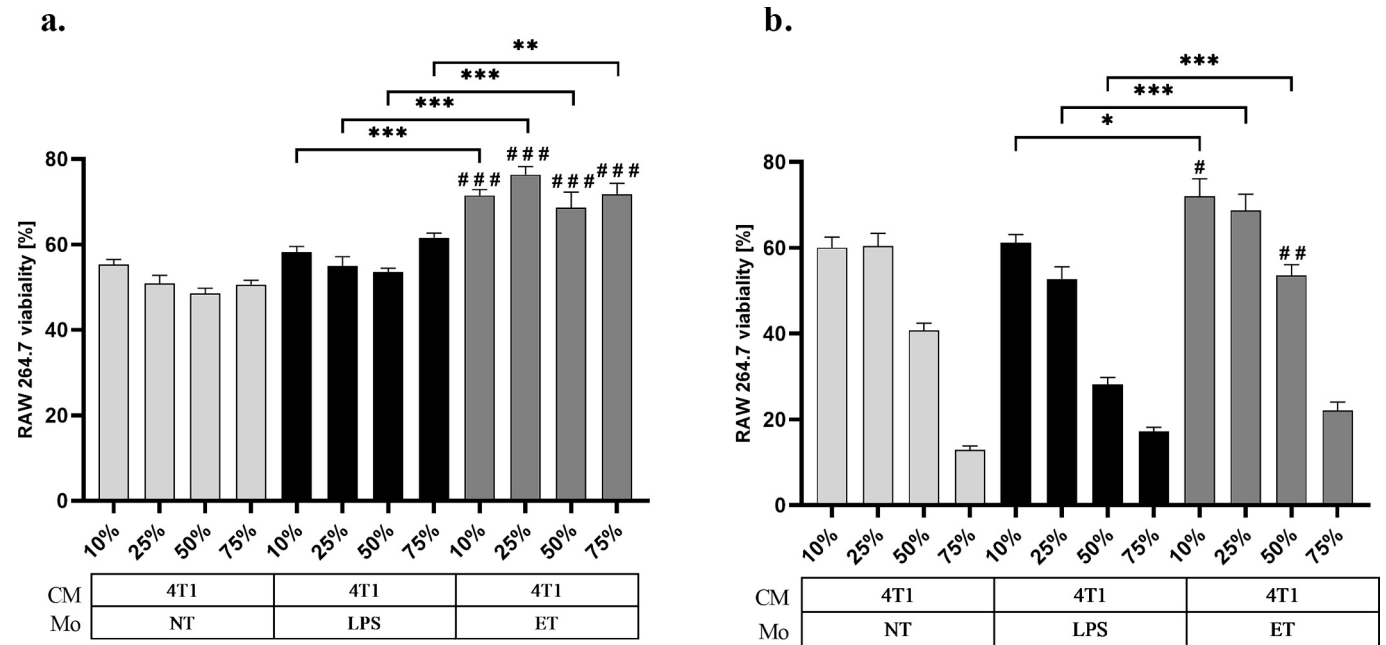 a.
**
***
***
***
80
60
40
20
0
RAW 264.7 viabiality [%]
###
###
###
###
10% 25% 50% 75% 10% 25% 50% 75% 10% 25% 50% 75%
CM 4T1 4T1 4T1
Mo NT LPS ET
b.
***
***
*
80
60
40
20
0
RAW 264.7 viabiality [%]
#
##
10% 25% 50% 75% 10% 25% 50% 75% 10% 25% 50% 75%
CM 4T1 4T1 4T1
Mo NT LPS ET